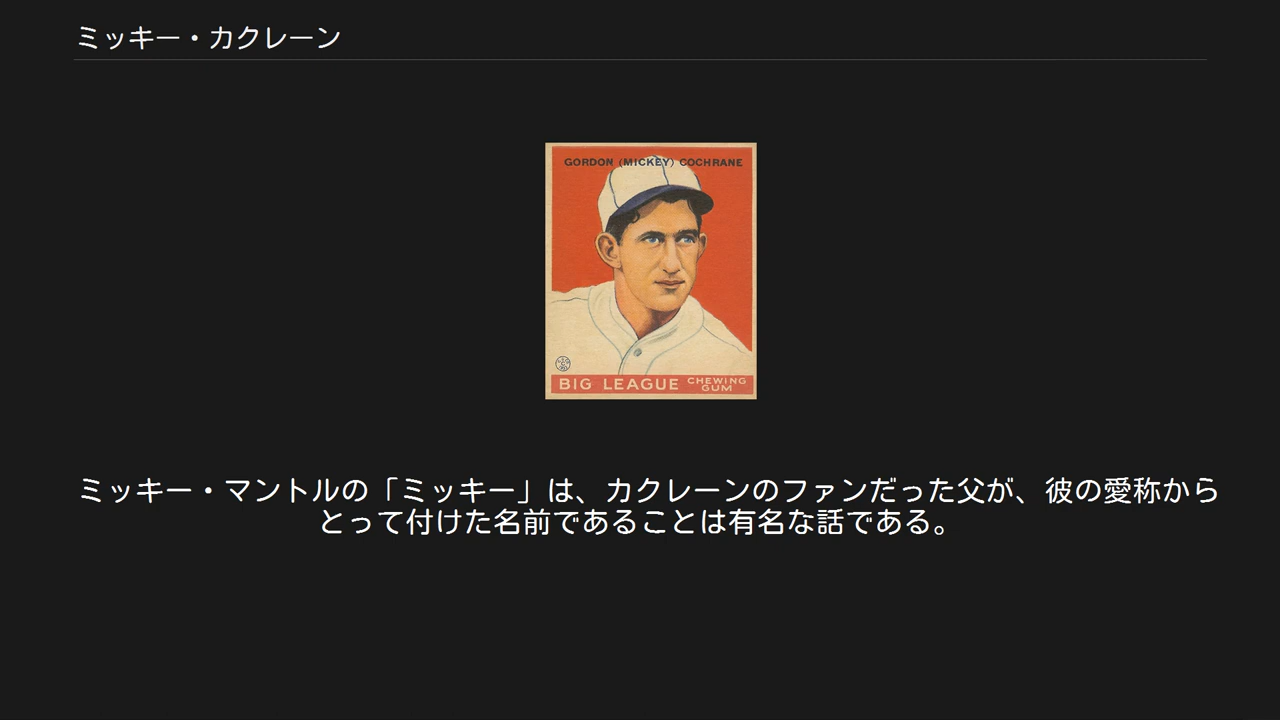 ミッキー・カクレーン
GORDON (MICKEY) COCHRANE
BIG LEAGUE CHEWING GUM
ミッキー・マントルの「ミッキー」は、カクレーンのファンだった父が、彼の愛称から
とって付けた名前であることは有名な話である。